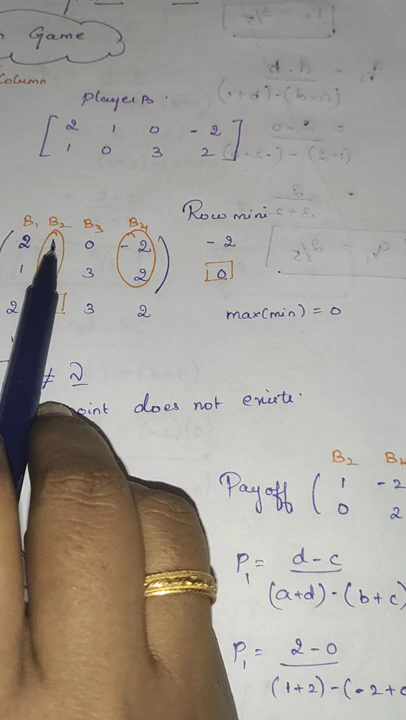 Game
Column
Player B.
2 1 0 -2
1 0 3 2
B1 B2 B3 B4 Row mini
2 1 0 -2 -2
1 3 2 0
2 3 2 max(min) = 0
≠
point does not exists.
B2
Payoff ( 1 -2
0 2
P1 = d-c
(a+d)-(b+c)
P1 = 2-0
(1+2)-(-2+